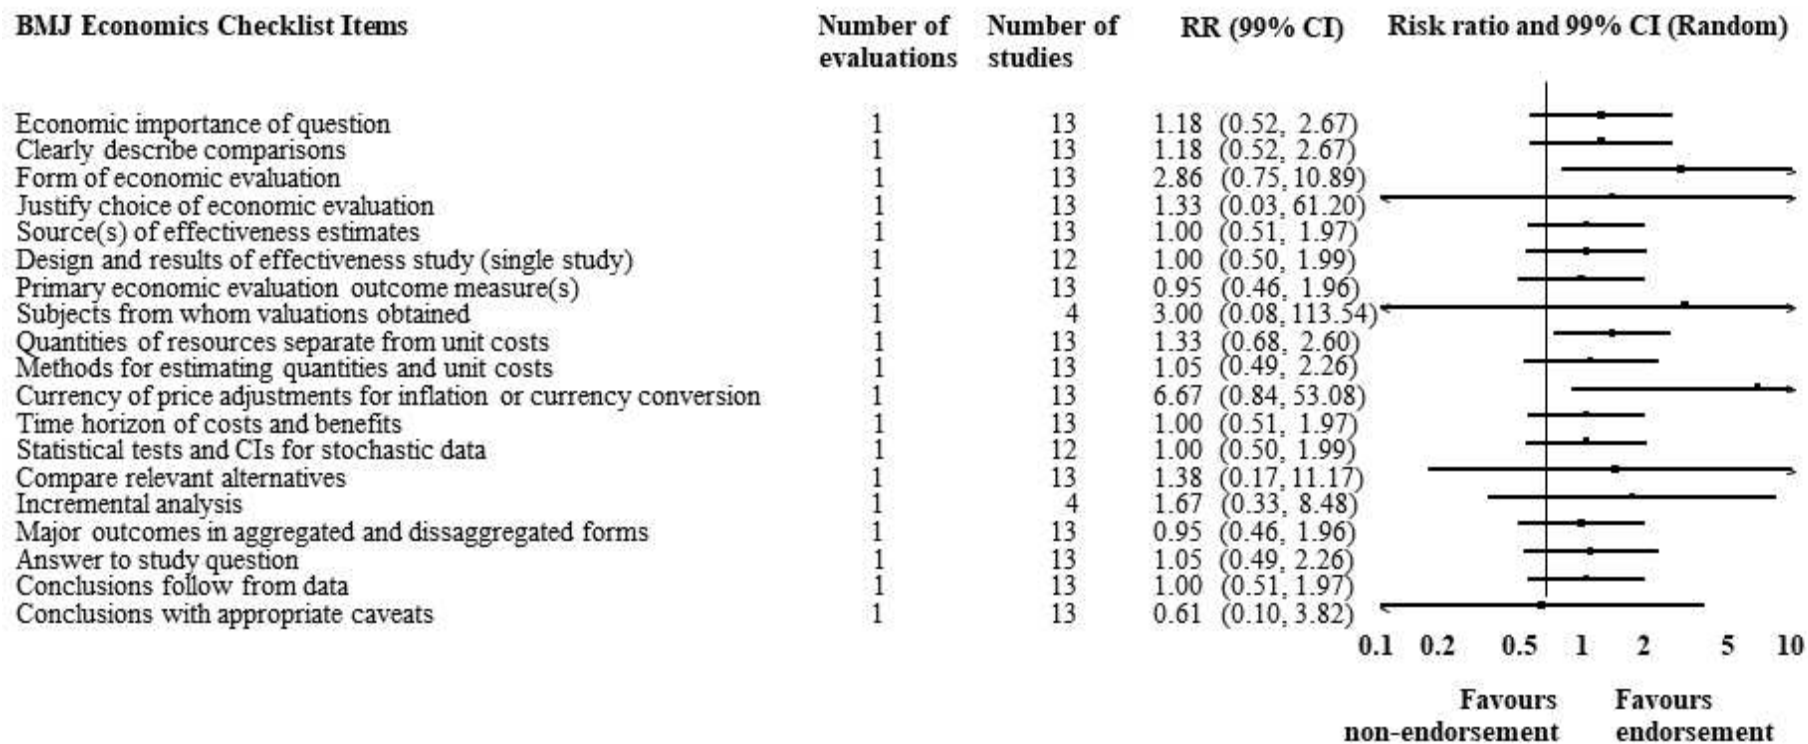 BMJ Economics Checklist Items Number of evaluations Number of studies RR (99% CI) Risk ratio and 99% CI (Random)
Economic importance of question 1 13 1.18 (0.52, 2.67)
Clearly describe comparisons 1 13 1.18 (0.52, 2.67)
Form of economic evaluation 1 13 2.86 (0.75, 10.89)
Justify choice of economic evaluation 1 13 1.33 (0.03, 61.20)
Source(s) of effectiveness estimates 1 13 1.00 (0.51, 1.97)
Design and results of effectiveness study (single study) 1 12 1.00 (0.50, 1.99)
Primary economic evaluation outcome measure(s) 1 13 0.95 (0.46, 1.96)
Subjects from whom valuations obtained 1 4 3.00 (0.08, 113.54)
Quantities of resources separate from unit costs 1 13 1.33 (0.68, 2.60)
Methods for estimating quantities and unit costs 1 13 1.05 (0.49, 2.26)
Currency of price adjustments for inflation or currency conversion 1 13 6.67 (0.84, 53.08)
Time horizon of costs and benefits 1 13 1.00 (0.51, 1.97)
Statistical tests and CIs for stochastic data 1 12 1.00 (0.50, 1.99)
Compare relevant alternatives 1 13 1.38 (0.17, 11.17)
Incremental analysis 1 4 1.67 (0.33, 8.48)
Major outcomes in aggregated and dissaggregated forms 1 13 0.95 (0.46, 1.96)
Answer to study question 1 13 1.05 (0.49, 2.26)
Conclusions follow from data 1 13 1.00 (0.51, 1.97)
Conclusions with appropriate caveats 1 13 0.61 (0.10, 3.82)
0.1 0.2 0.5 1 2 5 10
Favours non-endorsement Favours endorsement